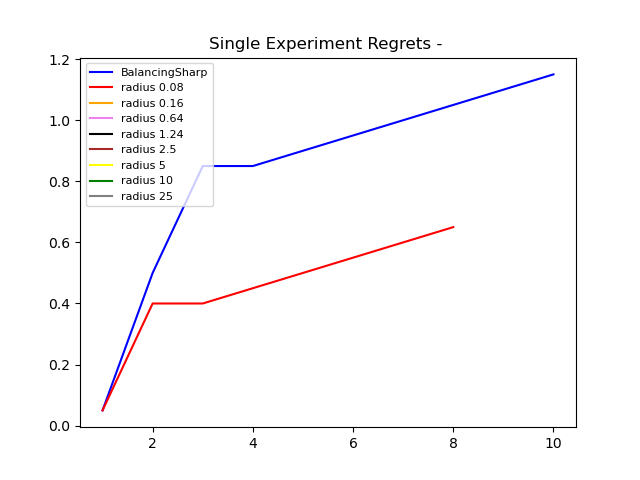 Single Experiment Regrets -
BalancingSharp
radius 0.08
radius 0.16
radius 0.64
radius 1.24
radius 2.5
radius 5
radius 10
radius 25
1.2
1.0
0.8
0.6
0.4
0.2
0.0
2 4 6 8 10